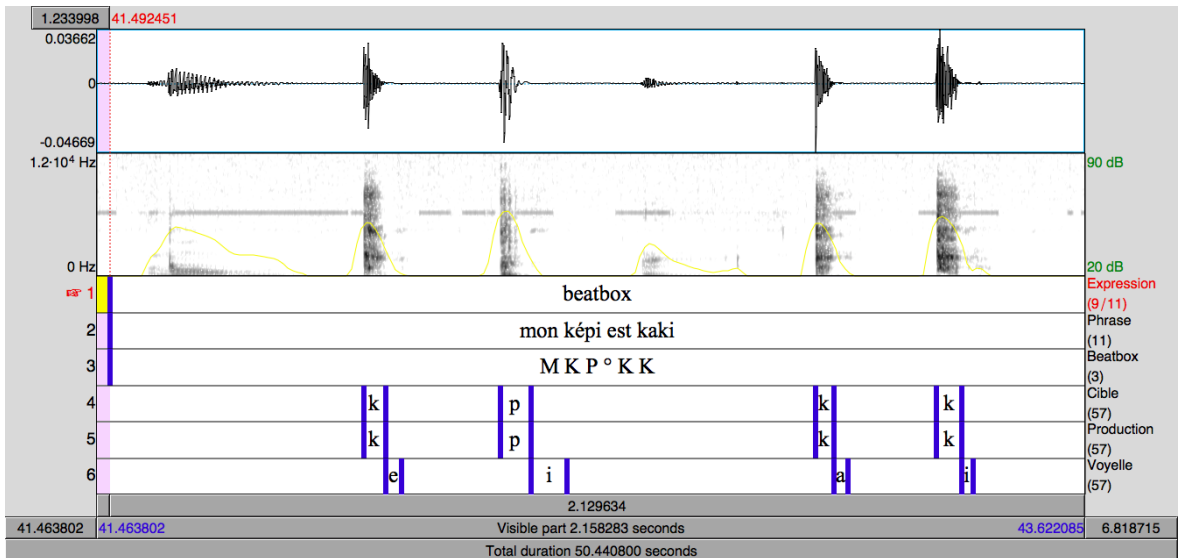 1.233998 41.492451
0.03662
0
-0.04669
1.2·10⁴ Hz 90 dB
0 Hz 20 dB
1 beatbox Expression (9/11)
2 mon képi est kaki Phrase (11)
3 M K P ° K K Beatbox (3)
4 k p k k Cible (57)
5 k p k k Production (57)
6 e i a i Voyelle (57)
2.129634
41.463802 41.463802 Visible part 2.158283 seconds 43.622085 6.818715
Total duration 50.440800 seconds